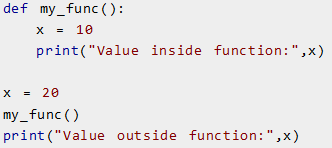 def my_func():
    x = 10
    print("Value inside function:",x)

x = 20
my_func()
print("Value outside function:",x)